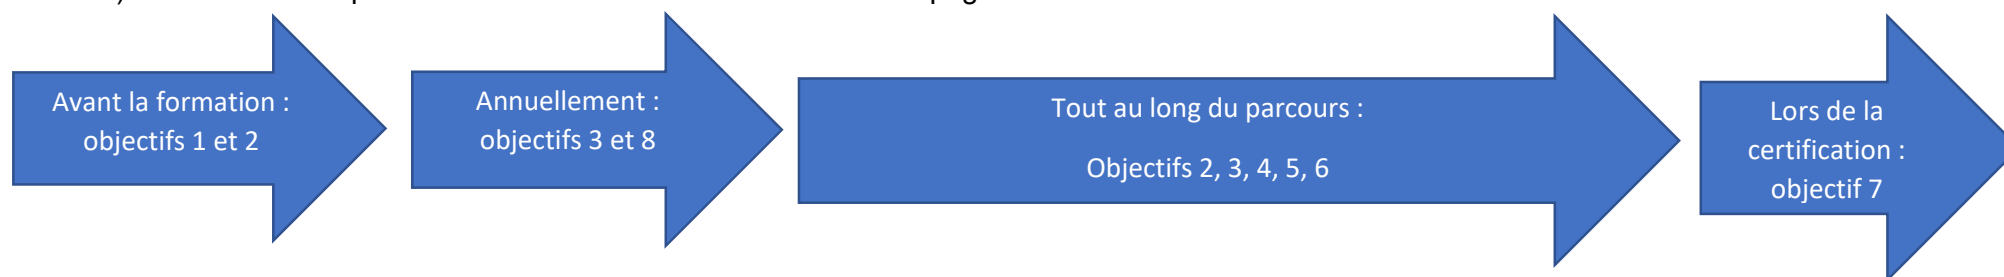 Avant la formation :
objectifs 1 et 2
Annuellement :
objectifs 3 et 8
Tout au long du parcours :
Objectifs 2, 3, 4, 5, 6
Lors de la
certification :
objectif 7